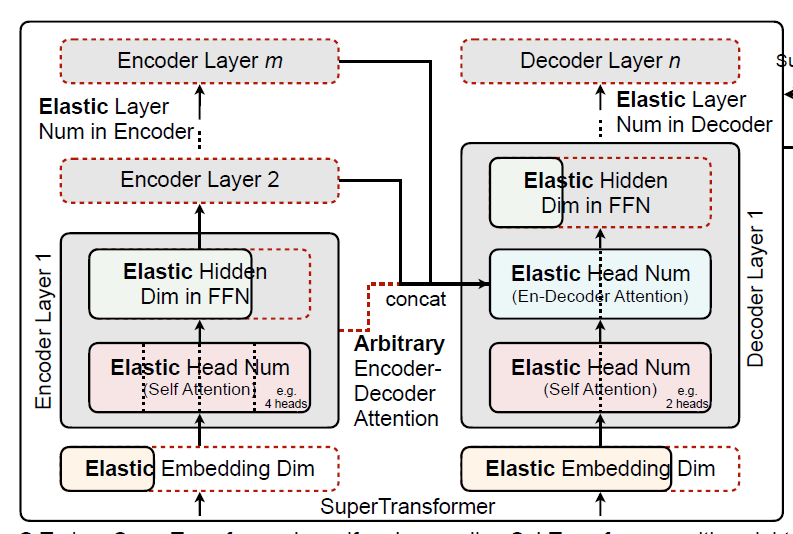 Encoder Layer m
Decoder Layer n
Su
Elastic Layer
Num in Encoder
Elastic Layer
Num in Decoder
Encoder Layer 2
Elastic Hidden
Dim in FFN
Encoder Layer 1
Elastic Hidden
Dim in FFN
Elastic Head Num
(En-Decoder Attention)
Decoder Layer 1
concat
Arbitrary
Encoder-
Decoder
Attention
Elastic Head Num
(Self Attention)
e.g.
4 heads
Elastic Head Num
(Self Attention)
e.g.
2 heads
Elastic Embedding Dim
Elastic Embedding Dim
SuperTransformer